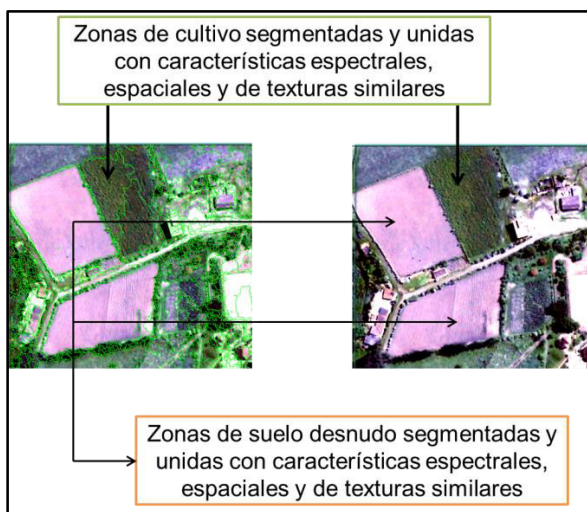 Zonas de cultivo segmentadas y unidas
con características espectrales,
espaciales y de texturas similares
Zonas de suelo desnudo segmentadas y
unidas con características espectrales,
espaciales y de texturas similares